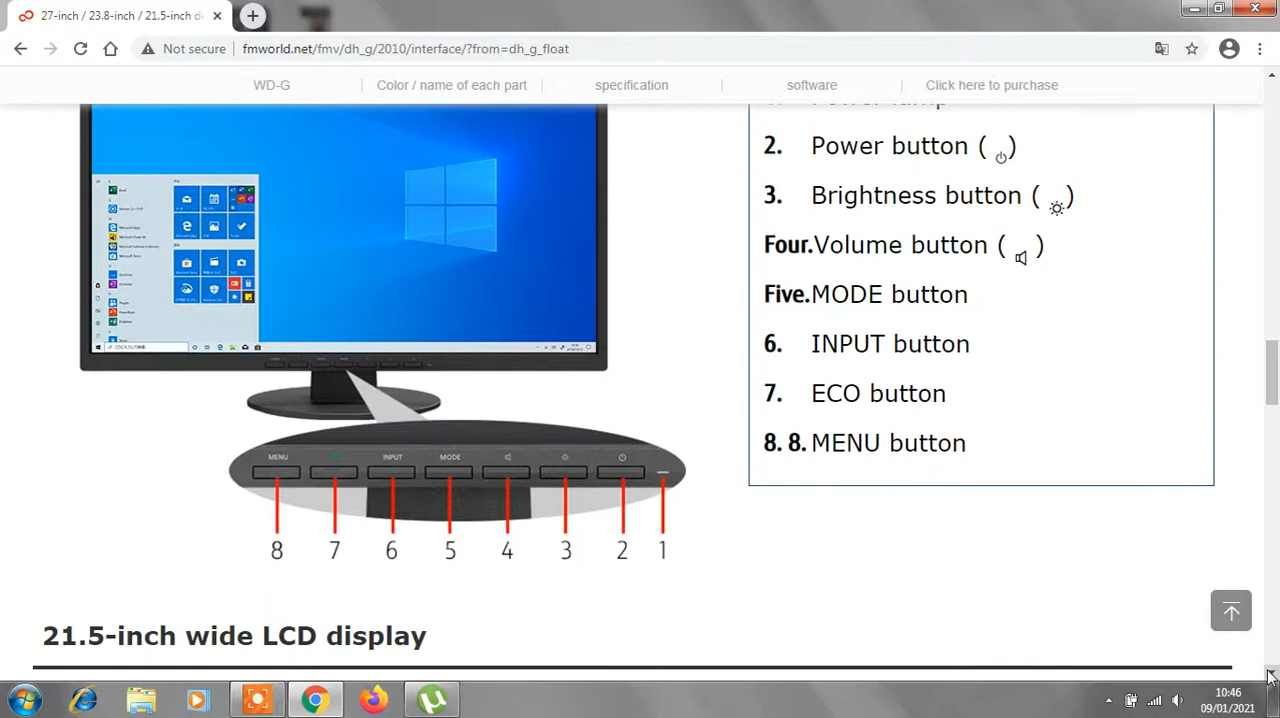 27-inch / 23.8-inch / 21.5-inch de
Not secure
fmworld.net/fmv/dh_g/2010/interface/?from=dh_g_float
WD-G
Color / name of each part
specification
software
Click here to purchase
2. Power button ( )
3. Brightness button ( )
Four. Volume button ( )
Five. MODE button
6. INPUT button
7. ECO button
8. 8. MENU button
MENU
INPUT
MODE
8 7 6 5 4 3 2 1
21.5-inch wide LCD display
10:46
09/01/2021